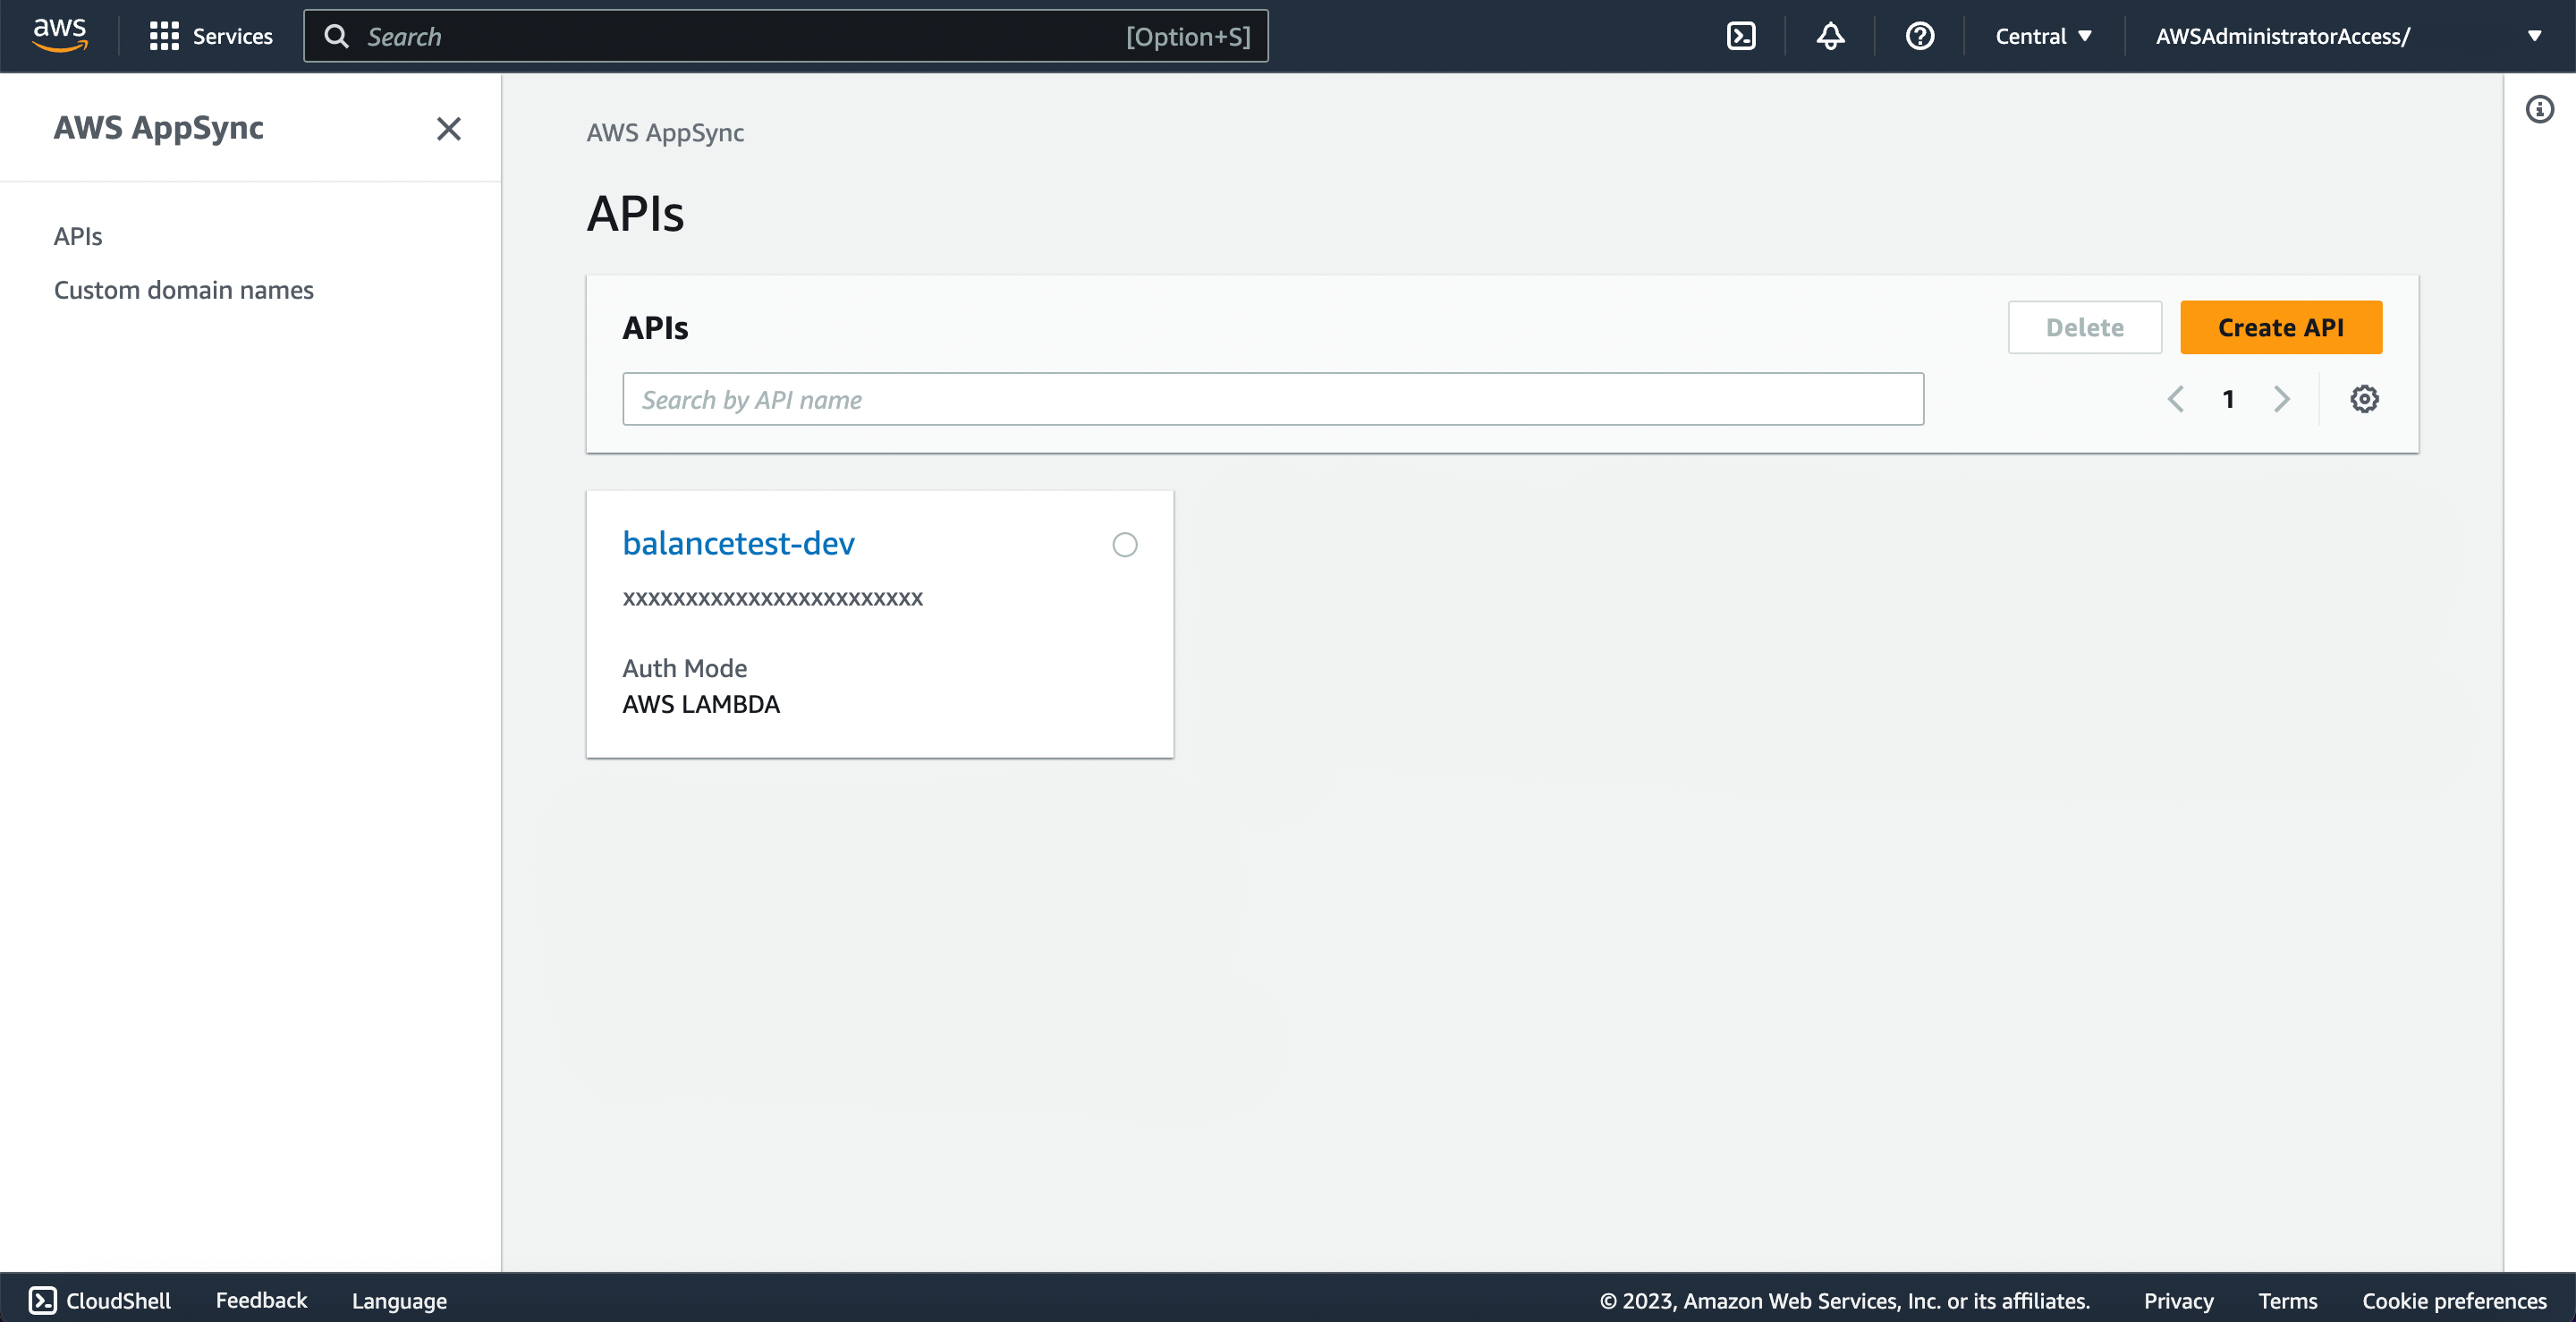 aws Services Search [Option+S] Central AWSAdministratorAccess/
AWS AppSync
APIs
Custom domain names
AWS AppSync
APIs
APIs Delete Create API
Search by API name 1
balancetest-dev
xxxxxxxxxxxxxxxxxxxxxxxx
Auth Mode
AWS LAMBDA
CloudShell Feedback Language © 2023, Amazon Web Services, Inc. or its affiliates. Privacy Terms Cookie preferences